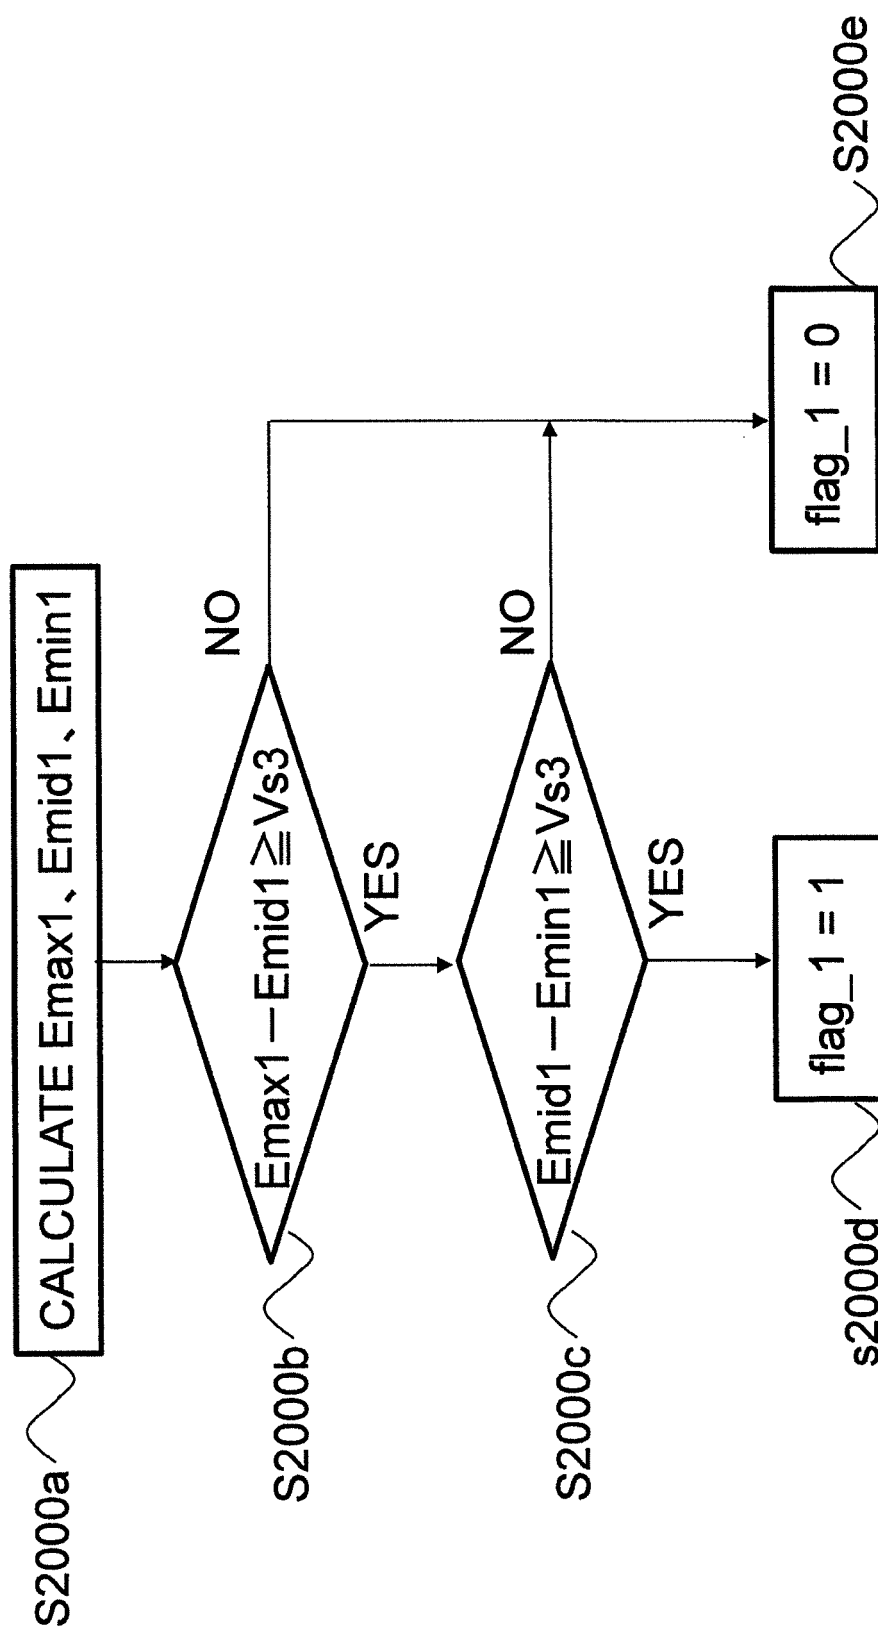 S2000a
CALCULATE Emax1、Emid1、Emin1
S2000b
Emax1－Emid1≧Vs3
NO
YES
S2000c
Emid1－Emin1≧Vs3
NO
YES
s2000d
flag_1 = 1
flag_1 = 0
S2000e